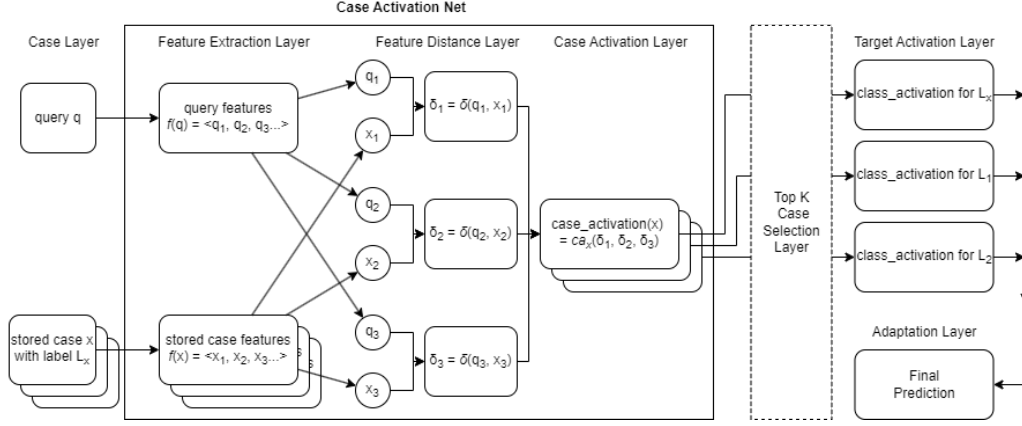 Case Activation Net
Case Layer
Feature Extraction Layer
Feature Distance Layer
Case Activation Layer
Target Activation Layer
query q
query features
f(q) = <q₁, q₂, q₃...>
q₁
x₁
δ₁ = δ(q₁, x₁)
q₂
x₂
δ₂ = δ(q₂, x₂)
q₃
x₃
δ₃ = δ(q₃, x₃)
stored case x
with label Lₓ
stored case features
f(x) = <x₁, x₂, x₃...>
s
s
case_activation(x)
= caₓ(δ₁, δ₂, δ₃)
Top K
Case
Selection
Layer
class_activation for Lₓ
class_activation for L₁
class_activation for L₂
Adaptation Layer
Final
Prediction